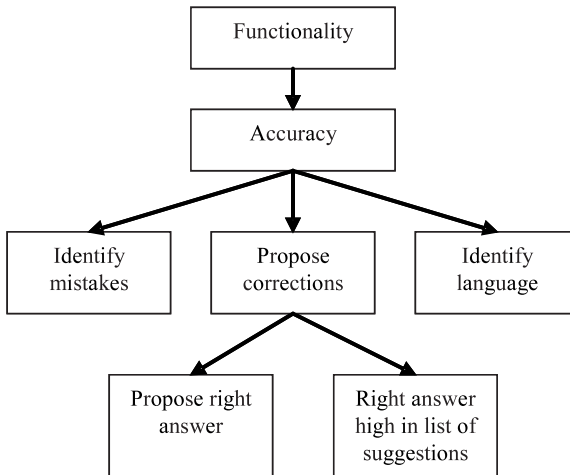 Functionality
Accuracy
Identify
mistakes
Propose
corrections
Identify
language
Propose right
answer
Right answer
high in list of
suggestions